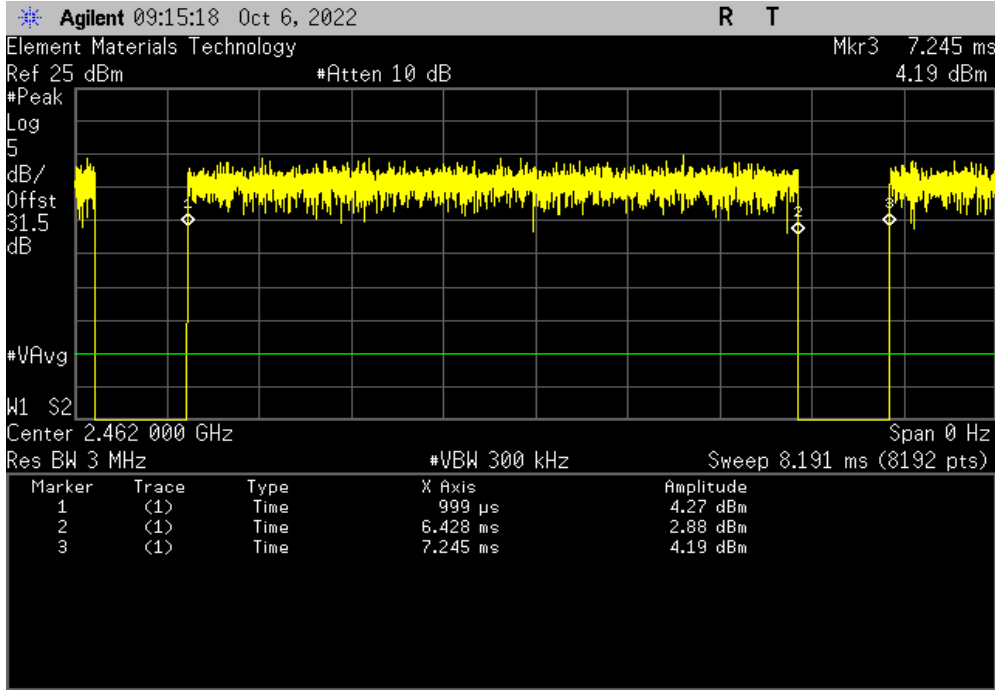 Agilent 09:15:18 Oct 6, 2022 R T
Element Materials Technology Mkr3 7.245 ms
Ref 25 dBm #Atten 10 dB 4.19 dBm
#Peak
Log
5
dB/
Offst
31.5
dB
1
2
3
#VAvg
W1 S2
Center 2.462 000 GHz Span 0 Hz
Res BW 3 MHz #VBW 300 kHz Sweep 8.191 ms (8192 pts)
Marker Trace Type X Axis Amplitude
1 (1) Time 999 µs 4.27 dBm
2 (1) Time 6.428 ms 2.88 dBm
3 (1) Time 7.245 ms 4.19 dBm